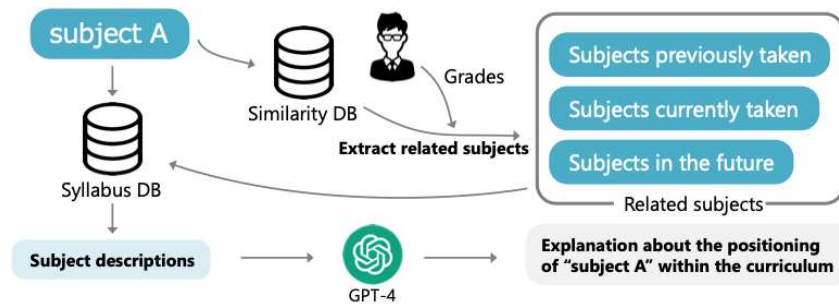 subject A
Similarity DB
Grades
Extract related subjects
Subjects previously taken
Subjects currently taken
Subjects in the future
Related subjects
Syllabus DB
Subject descriptions
GPT-4
Explanation about the positioning
of “subject A” within the curriculum